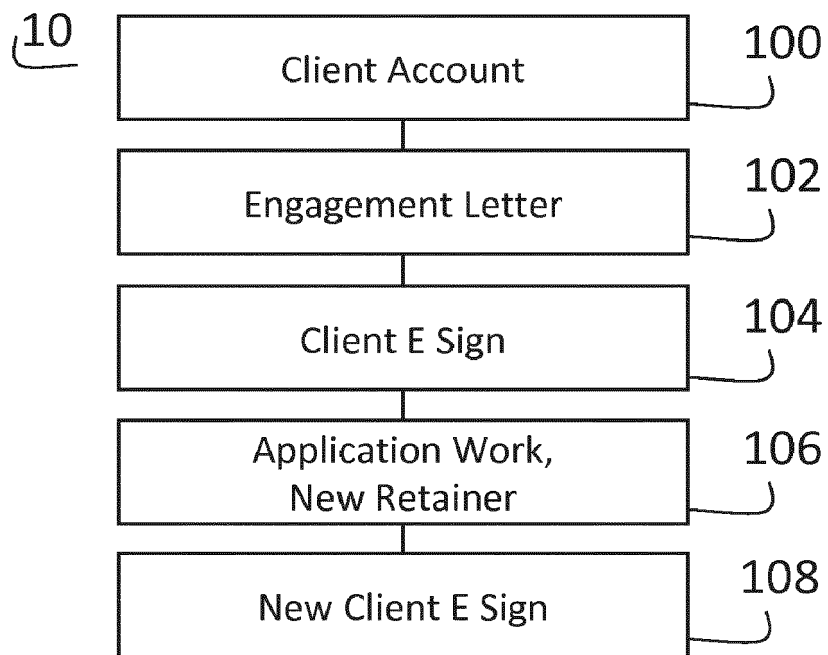 10
Client Account
100
Engagement Letter
102
Client E Sign
104
Application Work,
New Retainer
106
New Client E Sign
108